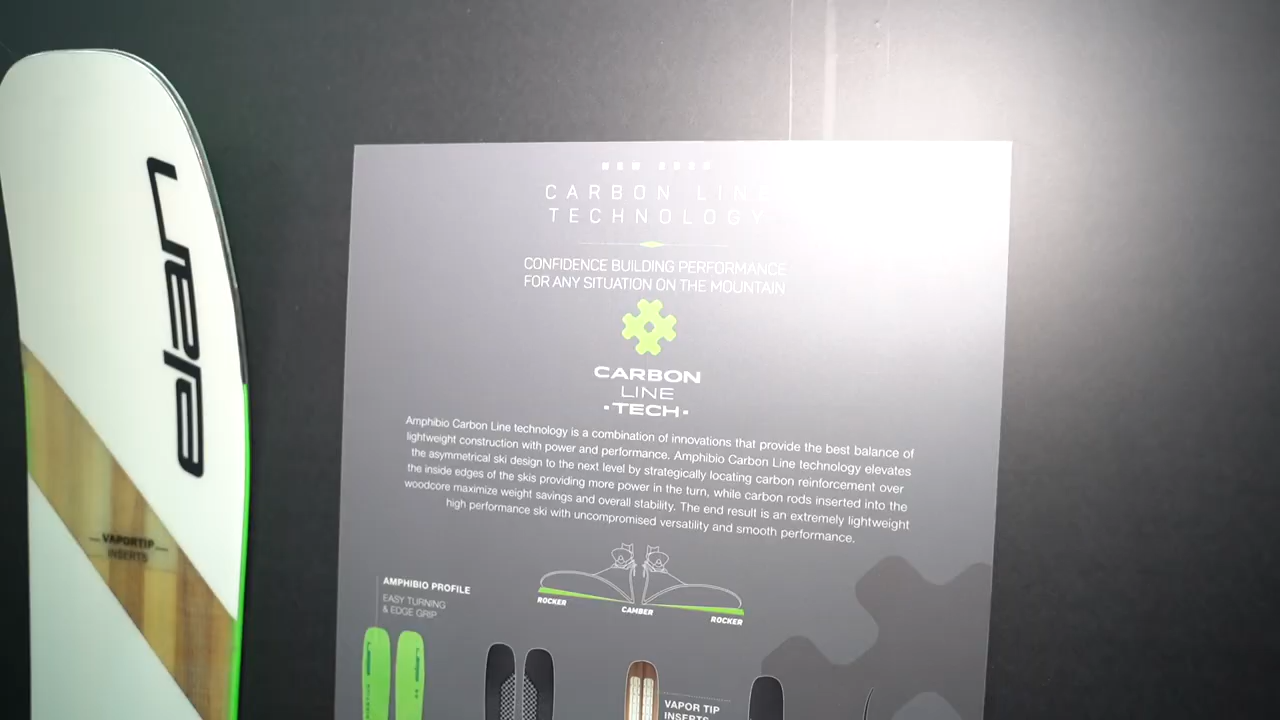 elan
VAPORTIP
INSERTS
NEW 2020
CARBON LINE
TECHNOLOGY
CONFIDENCE BUILDING PERFORMANCE
FOR ANY SITUATION ON THE MOUNTAIN
CARBON
LINE
TECH
Amphibio Carbon Line technology is a combination of innovations that provide the best balance of
lightweight construction with power and performance. Amphibio Carbon Line technology elevates
the asymmetrical ski design to the next level by strategically locating carbon reinforcement over
the inside edges of the skis providing more power in the turn, while carbon rods inserted into the
woodcore maximize weight savings and overall stability. The end result is an extremely lightweight
high performance ski with uncompromised versatility and smooth performance.
ROCKER
CAMBER
ROCKER
AMPHIBIO PROFILE
EASY TURNING
& EDGE GRIP
VAPOR TIP
INSERTS